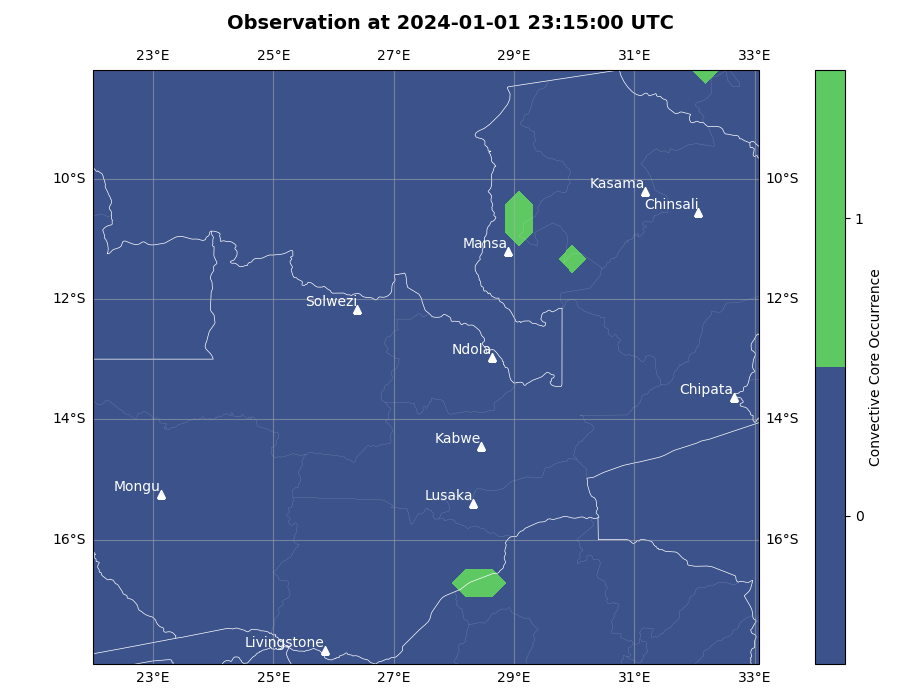 Observation at 2024-01-01 23:15:00 UTC
23°E 25°E 27°E 29°E 31°E 33°E
10°S 10°S
Kasama
Chinsali
1
Mansa
12°S 12°S
Solwezi
Ndola
Chipata
14°S 14°S
Kabwe
Mongu
Lusaka
0
16°S 16°S
Livingstone
23°E 25°E 27°E 29°E 31°E 33°E
Convective Core Occurrence